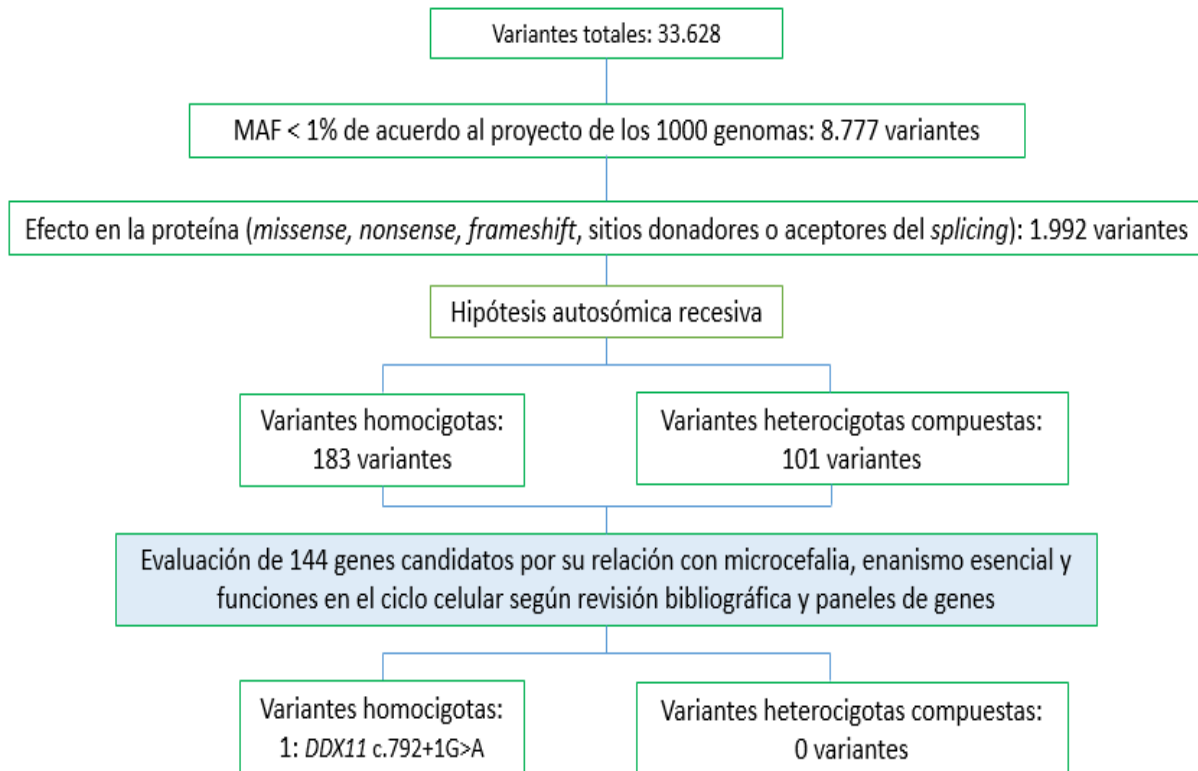 Variantes totales: 33.628
MAF < 1% de acuerdo al proyecto de los 1000 genomas: 8.777 variantes
Efecto en la proteína (missense, nonsense, frameshift, sitios donadores o aceptores del splicing): 1.992 variantes
Hipótesis autosómica recesiva
Variantes homocigotas:
183 variantes
Variantes heterocigotas compuestas:
101 variantes
Evaluación de 144 genes candidatos por su relación con microcefalia, enanismo esencial y
funciones en el ciclo celular según revisión bibliográfica y paneles de genes
Variantes homocigotas:
1: DDX11 c.792+1G>A
Variantes heterocigotas compuestas:
0 variantes